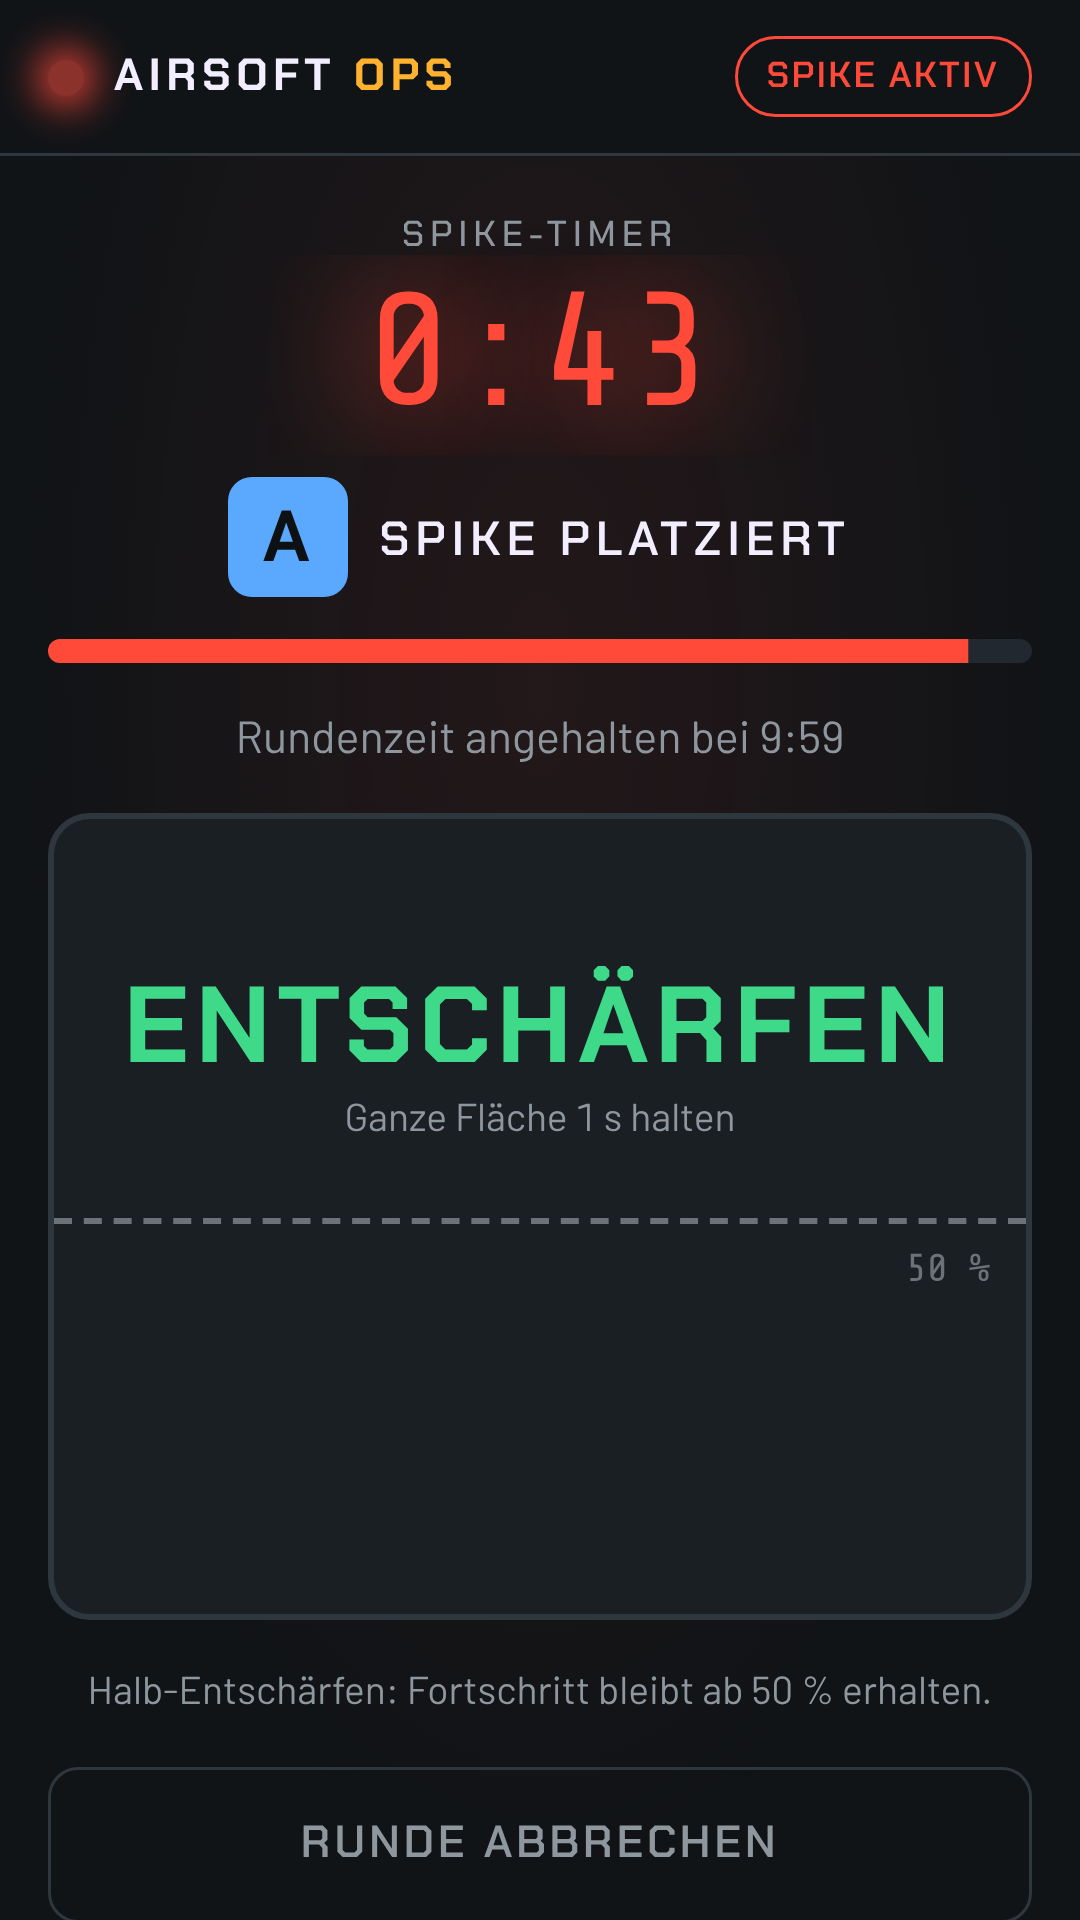 AIRSOFT OPS
SPIKE AKTIV
SPIKE-TIMER
0:43
A
SPIKE PLATZIERT
Rundenzeit angehalten bei 9:59
ENTSCHÄRFEN
Ganze Fläche 1 s halten
50 %
Halb-Entschärfen: Fortschritt bleibt ab 50 % erhalten.
RUNDE ABBRECHEN